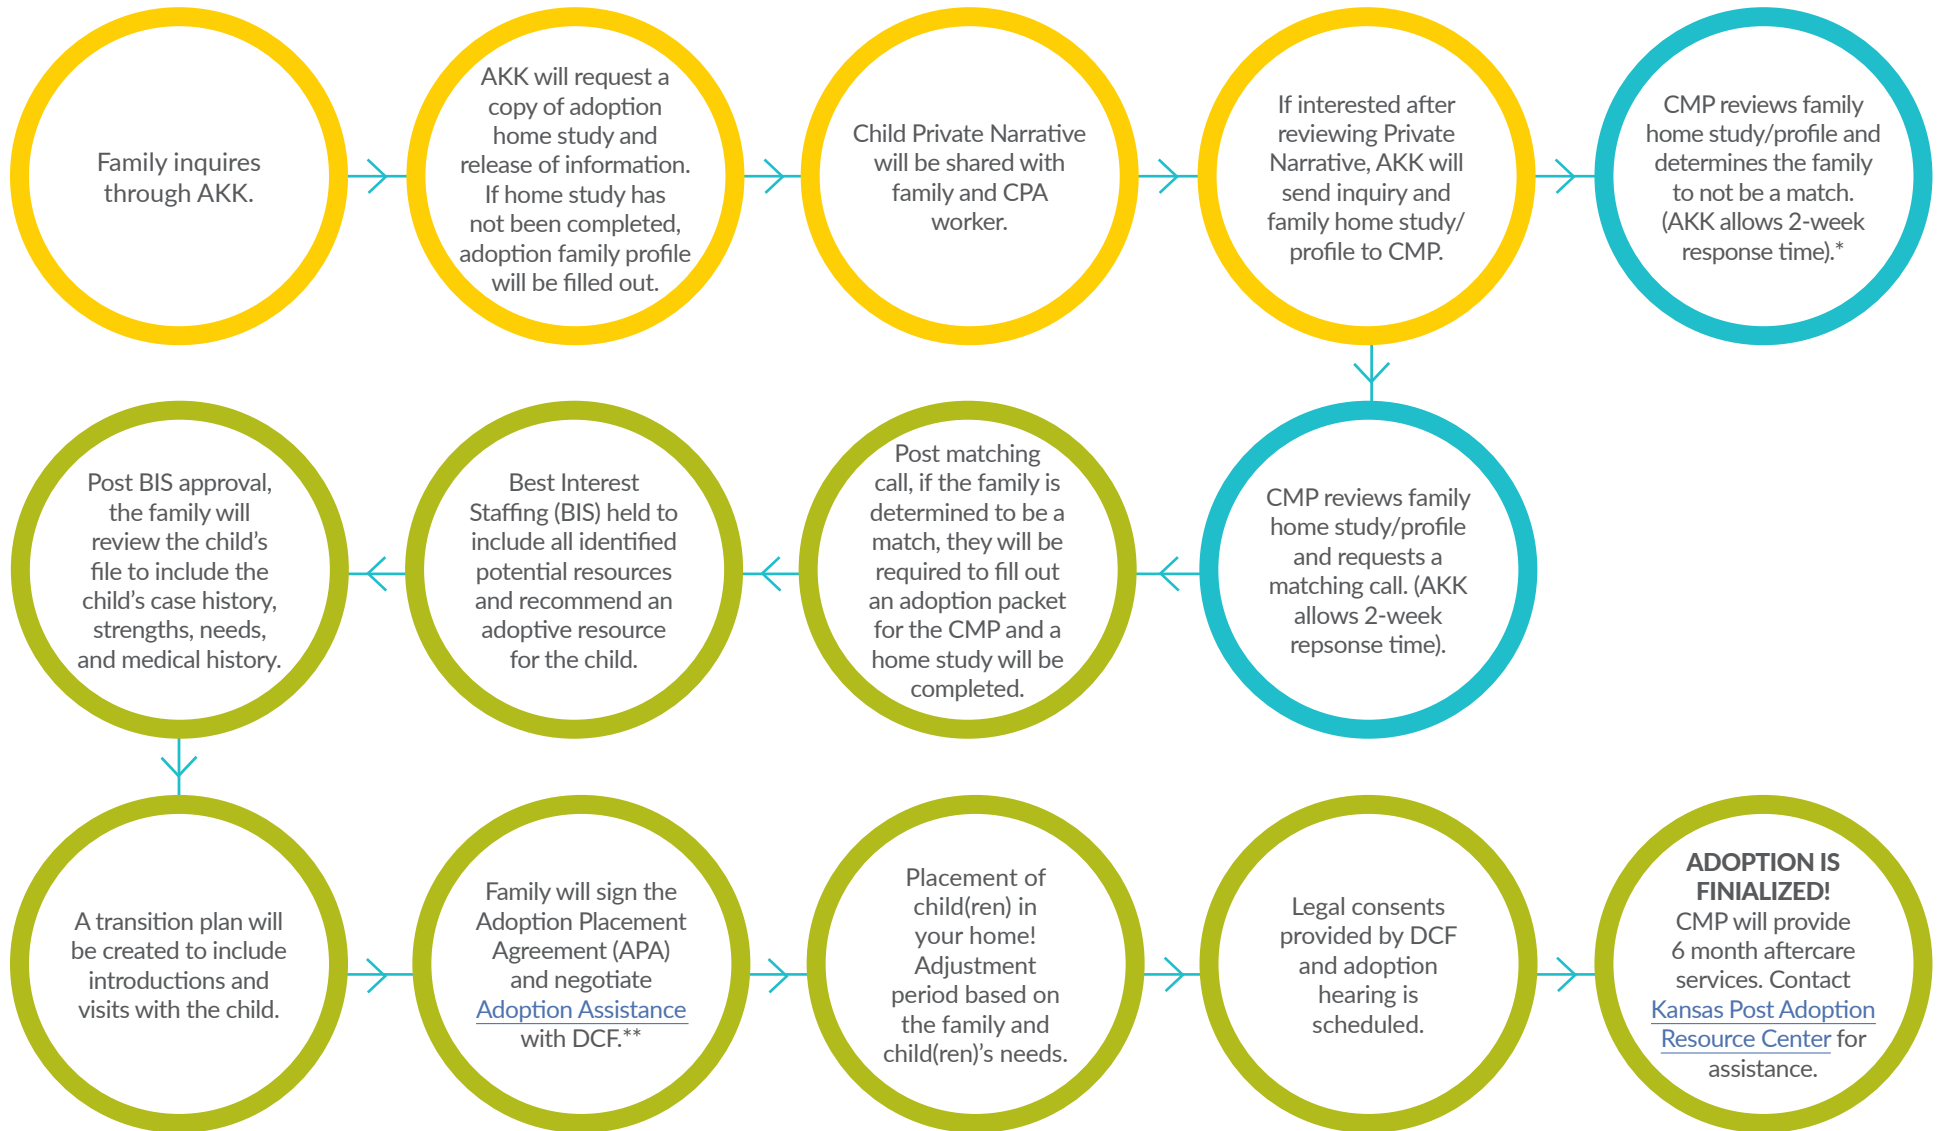 Family inquires
through AKK.
AKK will request a
copy of adoption
home study and
release of information.
If home study has
not been completed,
adoption family profile
will be filled out.
Child Private Narrative
will be shared with
family and CPA
worker.
If interested after
reviewing Private
Narrative, AKK will
send inquiry and
family home study/
profile to CMP.
CMP reviews family
home study/profile and
determines the family
to not be a match.
(AKK allows 2-week
response time).*
CMP reviews family
home study/profile
and requests a
matching call. (AKK
allows 2-week
repsonse time).
Post matching
call, if the family is
determined to be a
match, they will be
required to fill out
an adoption packet
for the CMP and a
home study will be
completed.
Best Interest
Staffing (BIS) held to
include all identified
potential resources
and recommend an
adoptive resource
for the child.
Post BIS approval,
the family will
review the child's
file to include the
child's case history,
strengths, needs,
and medical history.
A transition plan will
be created to include
introductions and
visits with the child.
Family will sign the
Adoption Placement
Agreement (APA)
and negotiate
Adoption Assistance
with DCF.**
Placement of
child(ren) in
your home!
Adjustment
period based on
the family and
child(ren)'s needs.
Legal consents
provided by DCF
and adoption
hearing is
scheduled.
ADOPTION IS
FINIALIZED!
CMP will provide
6 month aftercare
services. Contact
Kansas Post Adoption
Resource Center for
assistance.